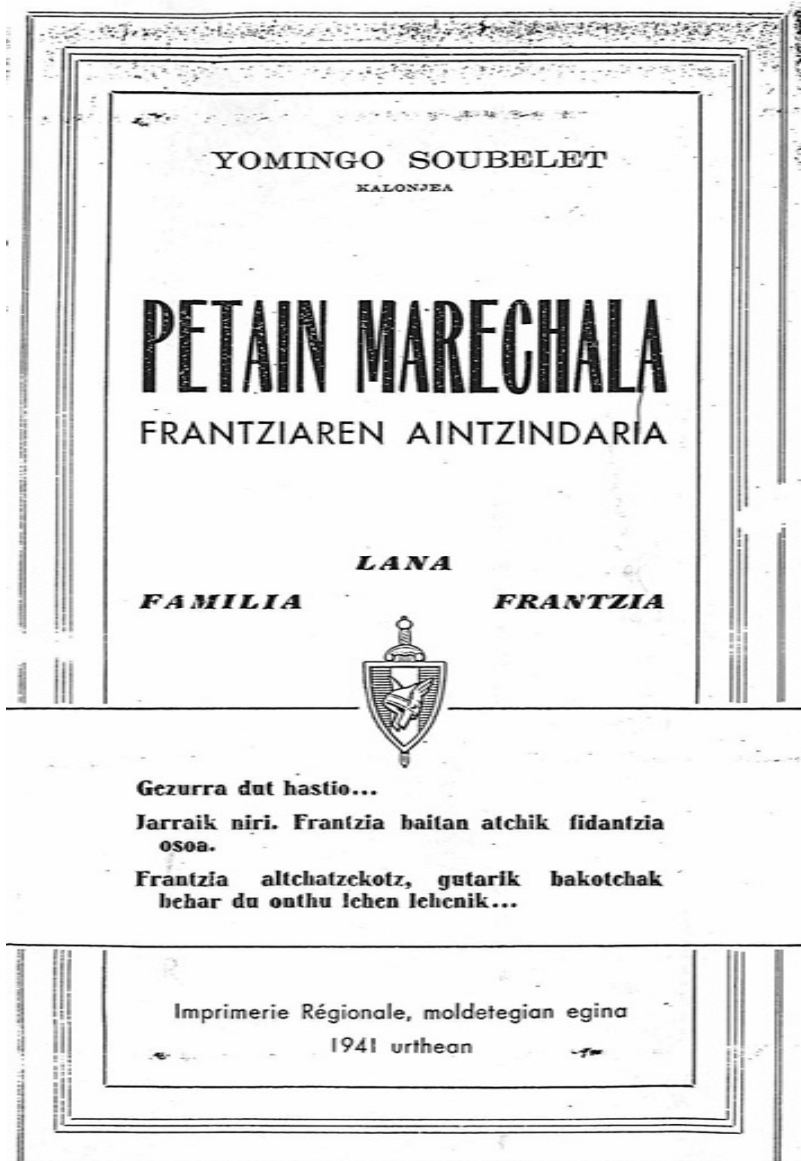 YOMINGO SOUBELET
KALONJEA
PETAIN MARECHALA
FRANTZIAREN AINTZINDARIA
LANA
FAMILIA FRANTZIA
Gezurra dut hastio...
Jarraik niri. Frantzia baitan atchik fidantzia
osoa.
Frantzia altchatzekotz, gutarik bakotchak
behar du onthu lehen lehenik...
Imprimerie Régionale, moldetegian egina
1941 urthean